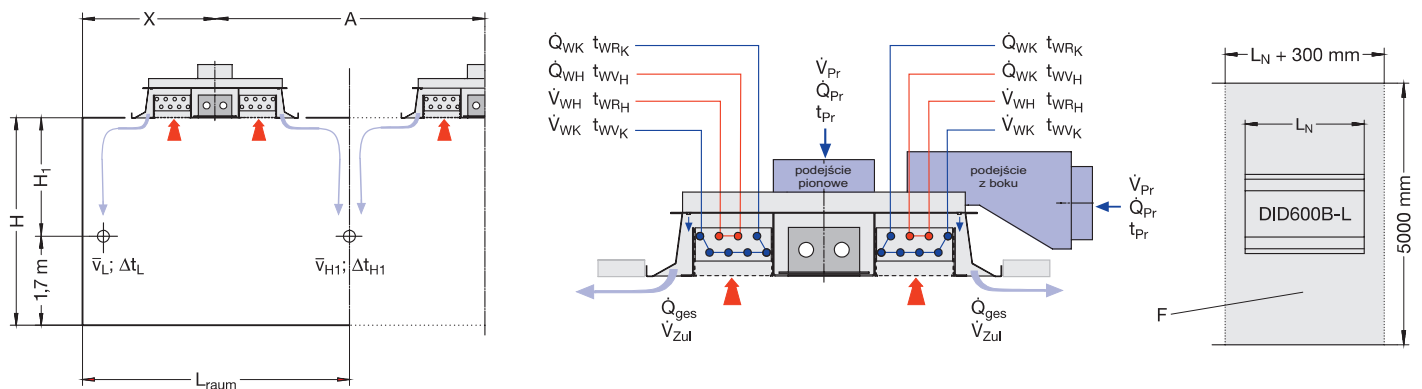 X
A
H
H1
1,7 m
v̅L; ΔtL
v̅H1; ΔtH1
Lraum
Q̇WK tWRK
Q̇WH tWVH
V̇WH tWRH
V̇WK tWVK
V̇Pr
Q̇Pr
tPr
Q̇WK tWRK
Q̇WK tWVH
V̇WH tWRH
V̇WK tWVK
podejście
pionowe
podejście
z boku
V̇Pr
Q̇Pr
tPr
Q̇ges
V̇Zul
Q̇ges
V̇Zul
LN + 300 mm
LN
DID600B-L
5000 mm
F